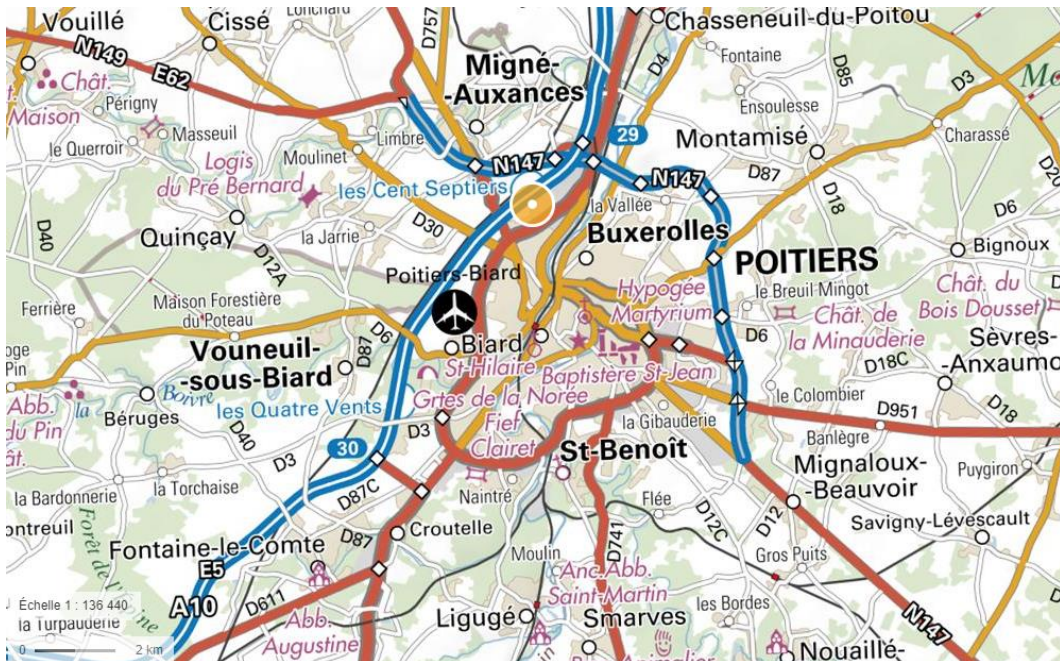 Vouillé
Cissé
Lonchard
D757
Chasseneuil-du-Poitou
N149
E62
Migné-
-Auxances
D4
Fontaine
D85
D3
Chât.
Maison
Périgny
Masseuil
Limbre
Ensoulesse
le Querroir
Moulinet
29
Montamisé
Charassé
Logis
du Pré Bernard
les Cent Septiers
N147
N147
D87
D18
D40
Quinçay
la Jarrie
D30
la Vallée
Buxerolles
D6
Bignoux
D12A
Poitiers-Biard
POITIERS
Ferrière
Maison Forestière
du Poteau
Hypogée
Martyrium
le Breuil Mingot
Chât. du
Bois Dousset
D6
D87
Biard
D6
Chât. de
la Minauderie
Sèvres-
-Anxaumo
Vouneuil-
-sous-Biard
St-Hilaire
Baptistere St-Jean
D18C
Abb.
du Pin
la
Boivre
Béruges
les Quatre Vents
Grtes de la Norée
le Colombier
D18
D40
D3
Fief
Clairet
la Gibauderie
D951
Banlègre
30
D3
St-Benoît
Mignaloux-
-Beauvoir
Puygiron
la Bardonnerie
la Torchaise
D87C
Naintré
Flée
D12C
D12
ontreuil
Croutelle
Savigny-Lévescault
Fontaine-le-Comte
D87
Moulin
D741
Gros Puits
E5
Anc. Abb.
Saint-Martin
A10
D611
Échelle 1 : 136 440
la Turpauderie
0
2 km
Abb.
Augustine
Ligugé
Smarves
les Bordes
N147
Nouaillé-